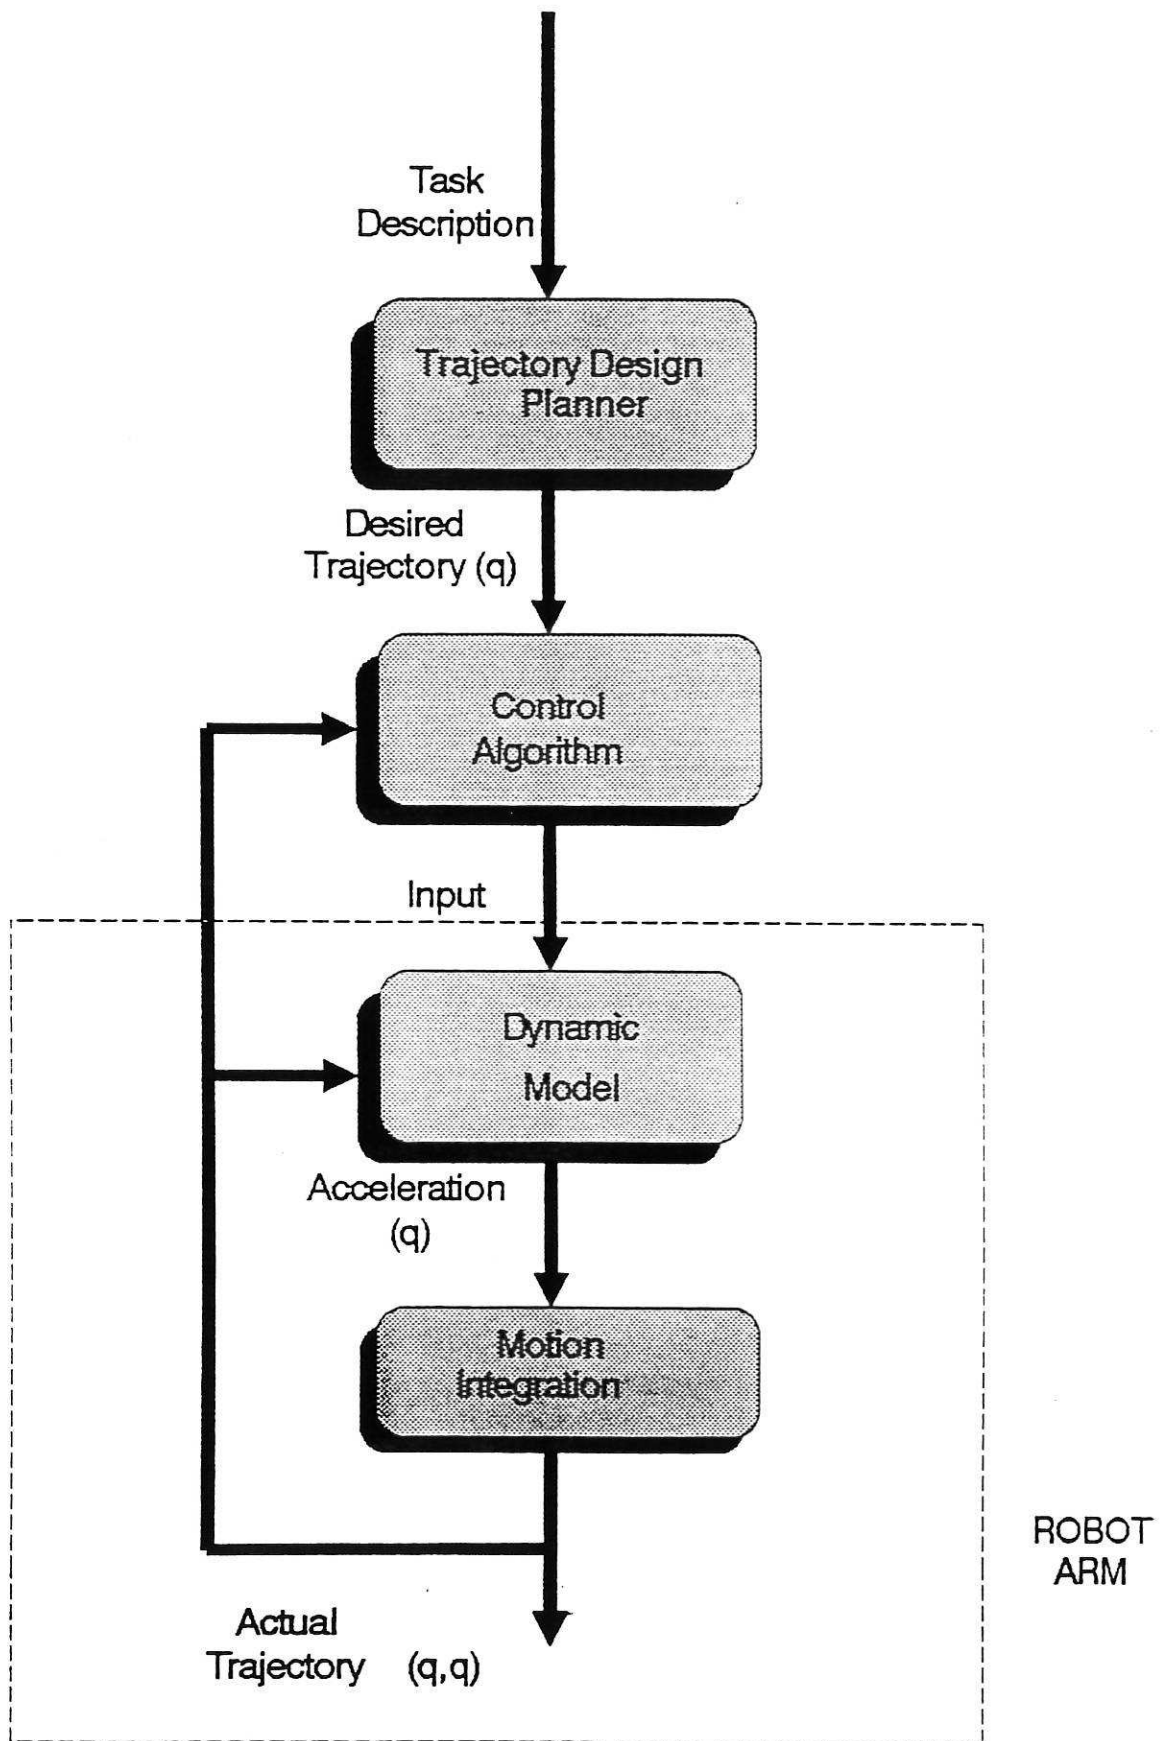 Task
Description
Trajectory Design
Planner
Desired
Trajectory (q)
Control
Algorithm
Input
Dynamic
Model
Acceleration
(q)
Motion
Integration
ROBOT
ARM
Actual
Trajectory (q,q)